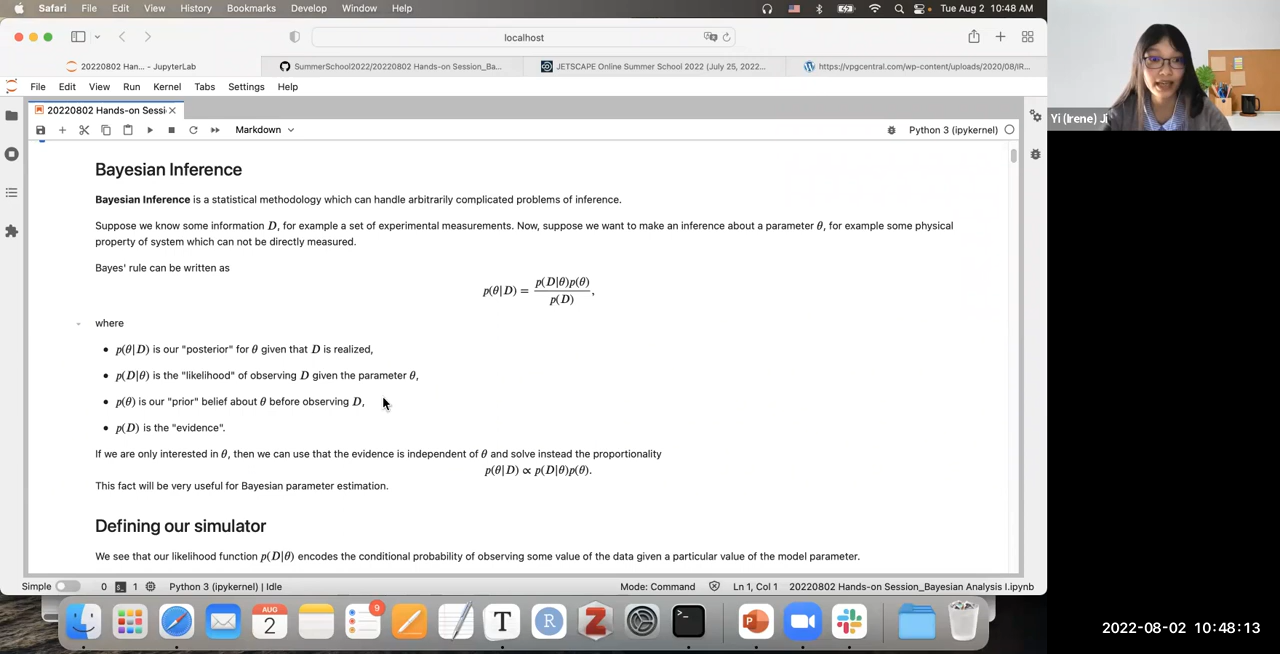 Safari File Edit View History Bookmarks Develop Window Help Tue Aug 2 10:48 AM
localhost
20220802 Han... - JupyterLab SummerSchool2022/20220802 Hands-on Session_Ba... JETSCAPE Online Summer School 2022 (July 25, 2022... https://vpgcentral.com/wp-content/uploads/2020/08/IR...
File Edit View Run Kernel Tabs Settings Help
20220802 Hands-on Sessi
Markdown Python 3 (ipykernel)
Yi (Irene) Ji
Bayesian Inference
Bayesian Inference is a statistical methodology which can handle arbitrarily complicated problems of inference.
Suppose we know some information D, for example a set of experimental measurements. Now, suppose we want to make an inference about a parameter θ, for example some physical
property of system which can not be directly measured.
Bayes' rule can be written as
p(θ|D) = p(D|θ)p(θ) / p(D),
where
• p(θ|D) is our "posterior" for θ given that D is realized,
• p(D|θ) is the "likelihood" of observing D given the parameter θ,
• p(θ) is our "prior" belief about θ before observing D,
• p(D) is the "evidence".
If we are only interested in θ, then we can use that the evidence is independent of θ and solve instead the proportionality
p(θ|D) ∝ p(D|θ)p(θ).
This fact will be very useful for Bayesian parameter estimation.
Defining our simulator
We see that our likelihood function p(D|θ) encodes the conditional probability of observing some value of the data given a particular value of the model parameter.
Simple 0 1 Python 3 (ipykernel) | Idle Mode: Command Ln 1, Col 1 20220802 Hands-on Session_Bayesian Analysis I.ipynb
AUG
2
9
T
R
Z
P
2022-08-02 10:48:13